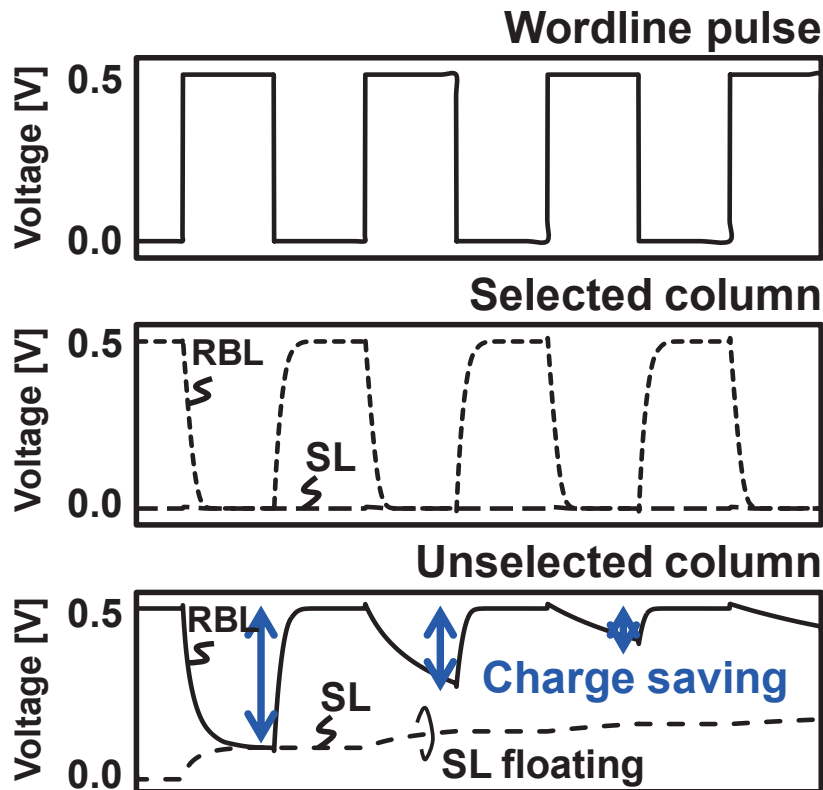 Wordline pulse
Voltage [V]
0.5
0.0
Selected column
Voltage [V]
0.5
RBL
SL
0.0
Unselected column
Voltage [V]
0.5
RBL
Charge saving
SL
SL floating
0.0